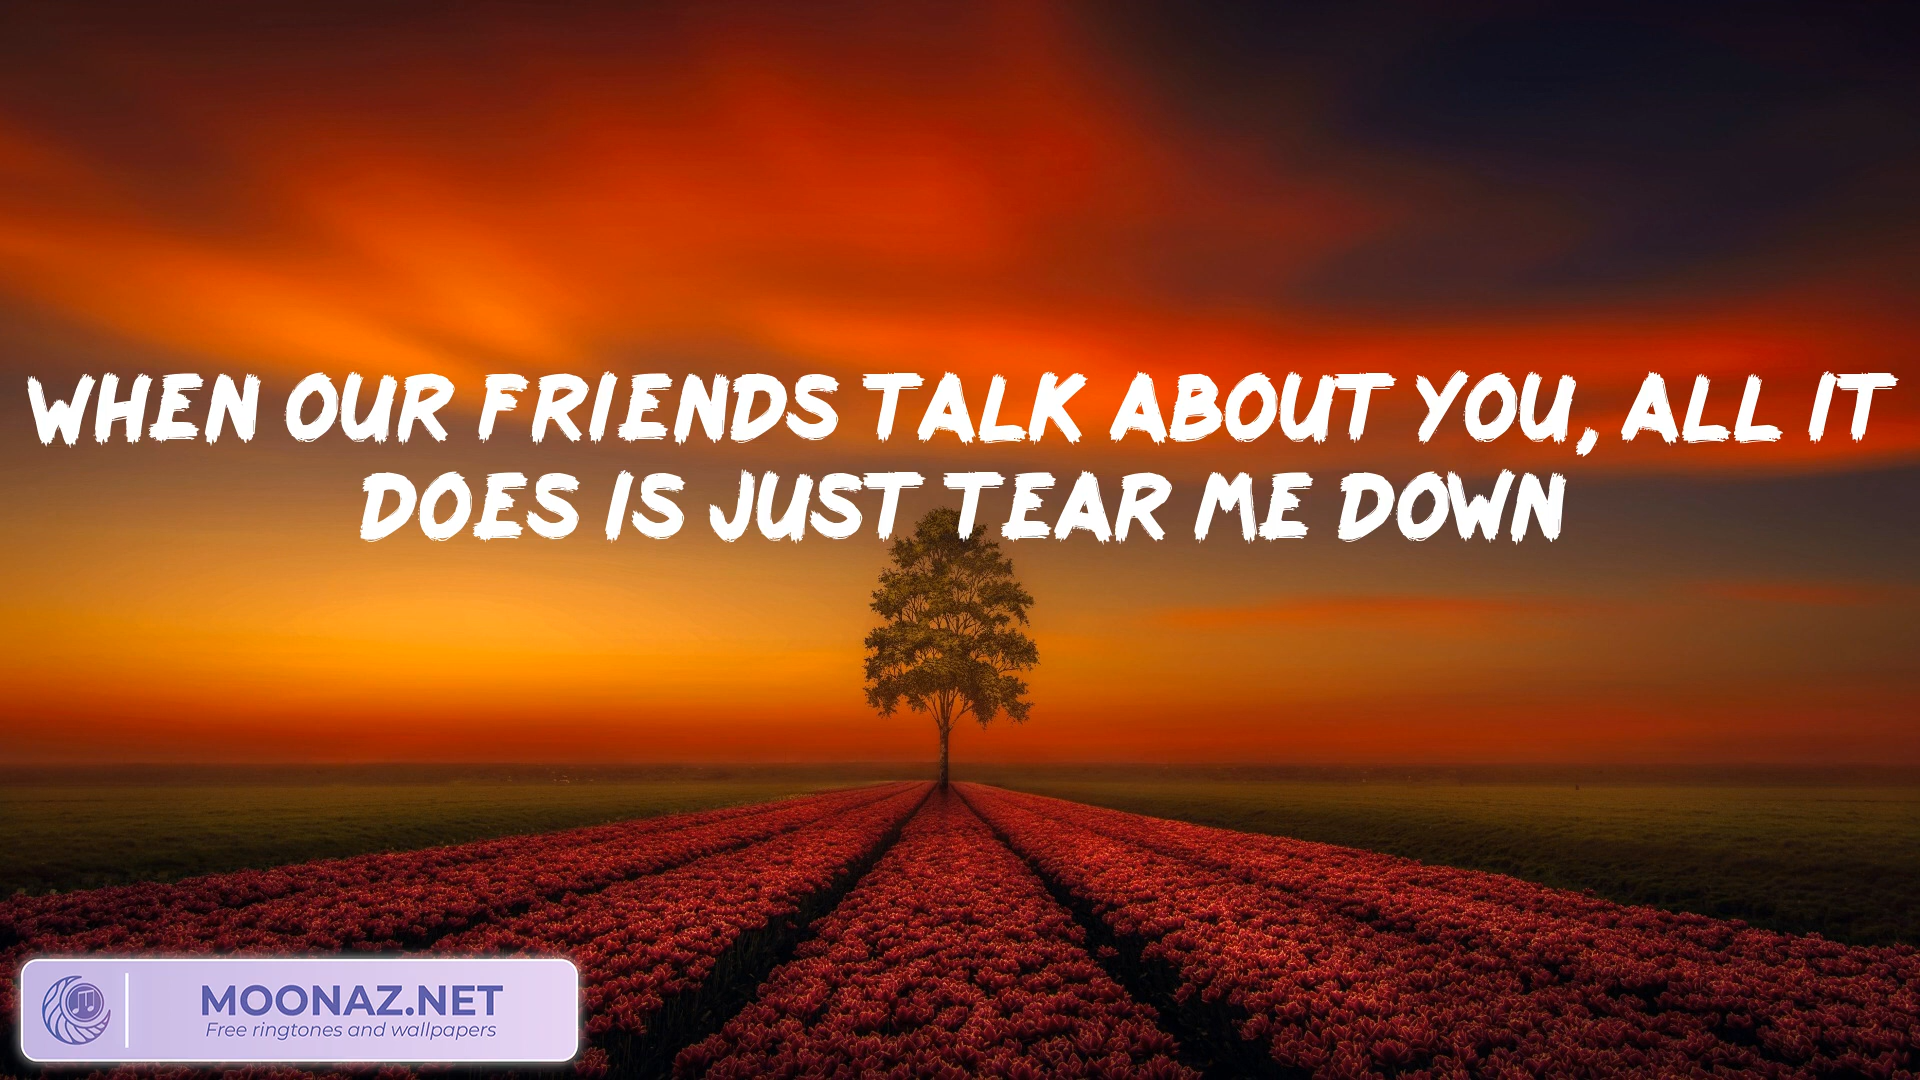 WHEN OUR FRIENDS TALK ABOUT YOU, ALL IT
DOES IS JUST TEAR ME DOWN
MOONAZ.NET
Free ringtones and wallpapers